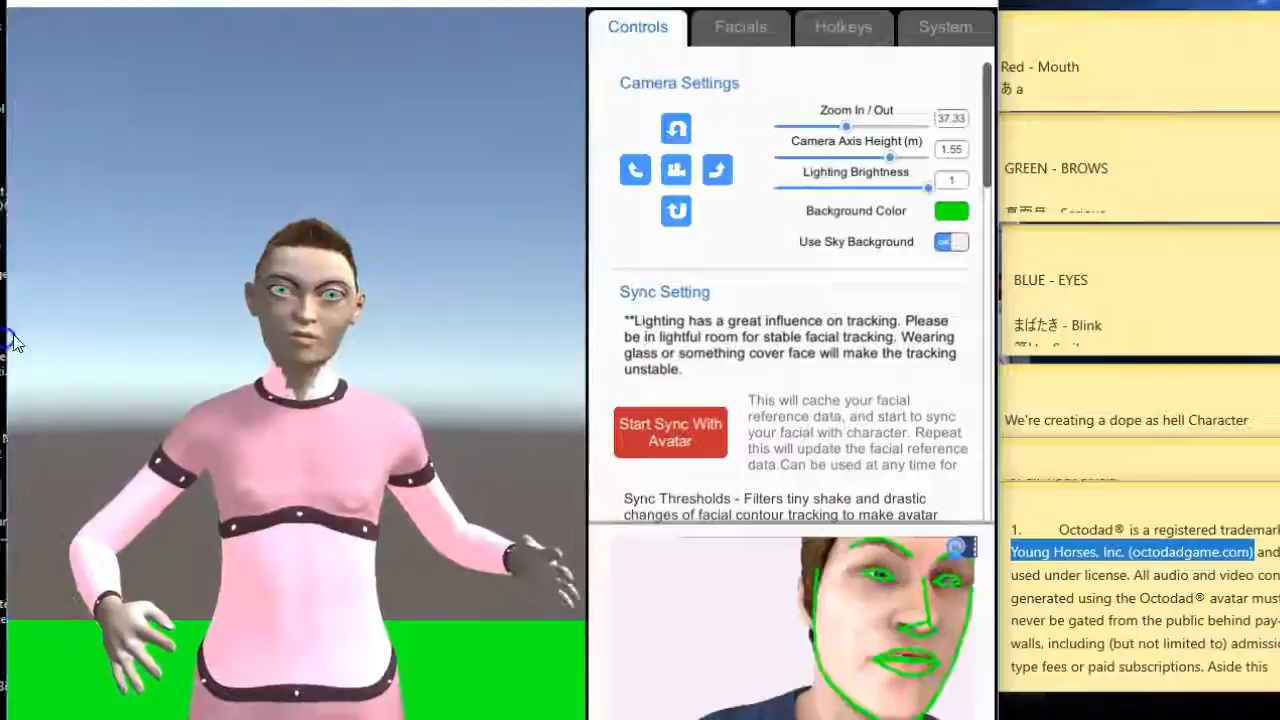 Controls
Facials
Hotkeys
System
Camera Settings
Zoom In / Out
37.33
Camera Axis Height (m)
1.55
Lighting Brightness
1
Background Color
Use Sky Background
Sync Setting
**Lighting has a great influence on tracking. Please
be in lightful room for stable facial tracking. Wearing
glass or something cover face will make the tracking
unstable.
Start Sync With
Avatar
This will cache your facial
reference data, and start to sync
your facial with character. Repeat
this will update the facial reference
data.Can be used at any time for
Sync Thresholds - Filters tiny shake and drastic
changes of facial contour tracking to make avatar
Red - Mouth
あ a
GREEN - BROWS
BLUE - EYES
まばたき - Blink
We're creating a dope as hell Character
1. Octodad® is a registered trademark
Young Horses, Inc. (octodadgame.com) and
used under license. All audio and video con
generated using the Octodad® avatar must
never be gated from the public behind pay-
walls, including (but not limited to) admissi
type fees or paid subscriptions. Aside this